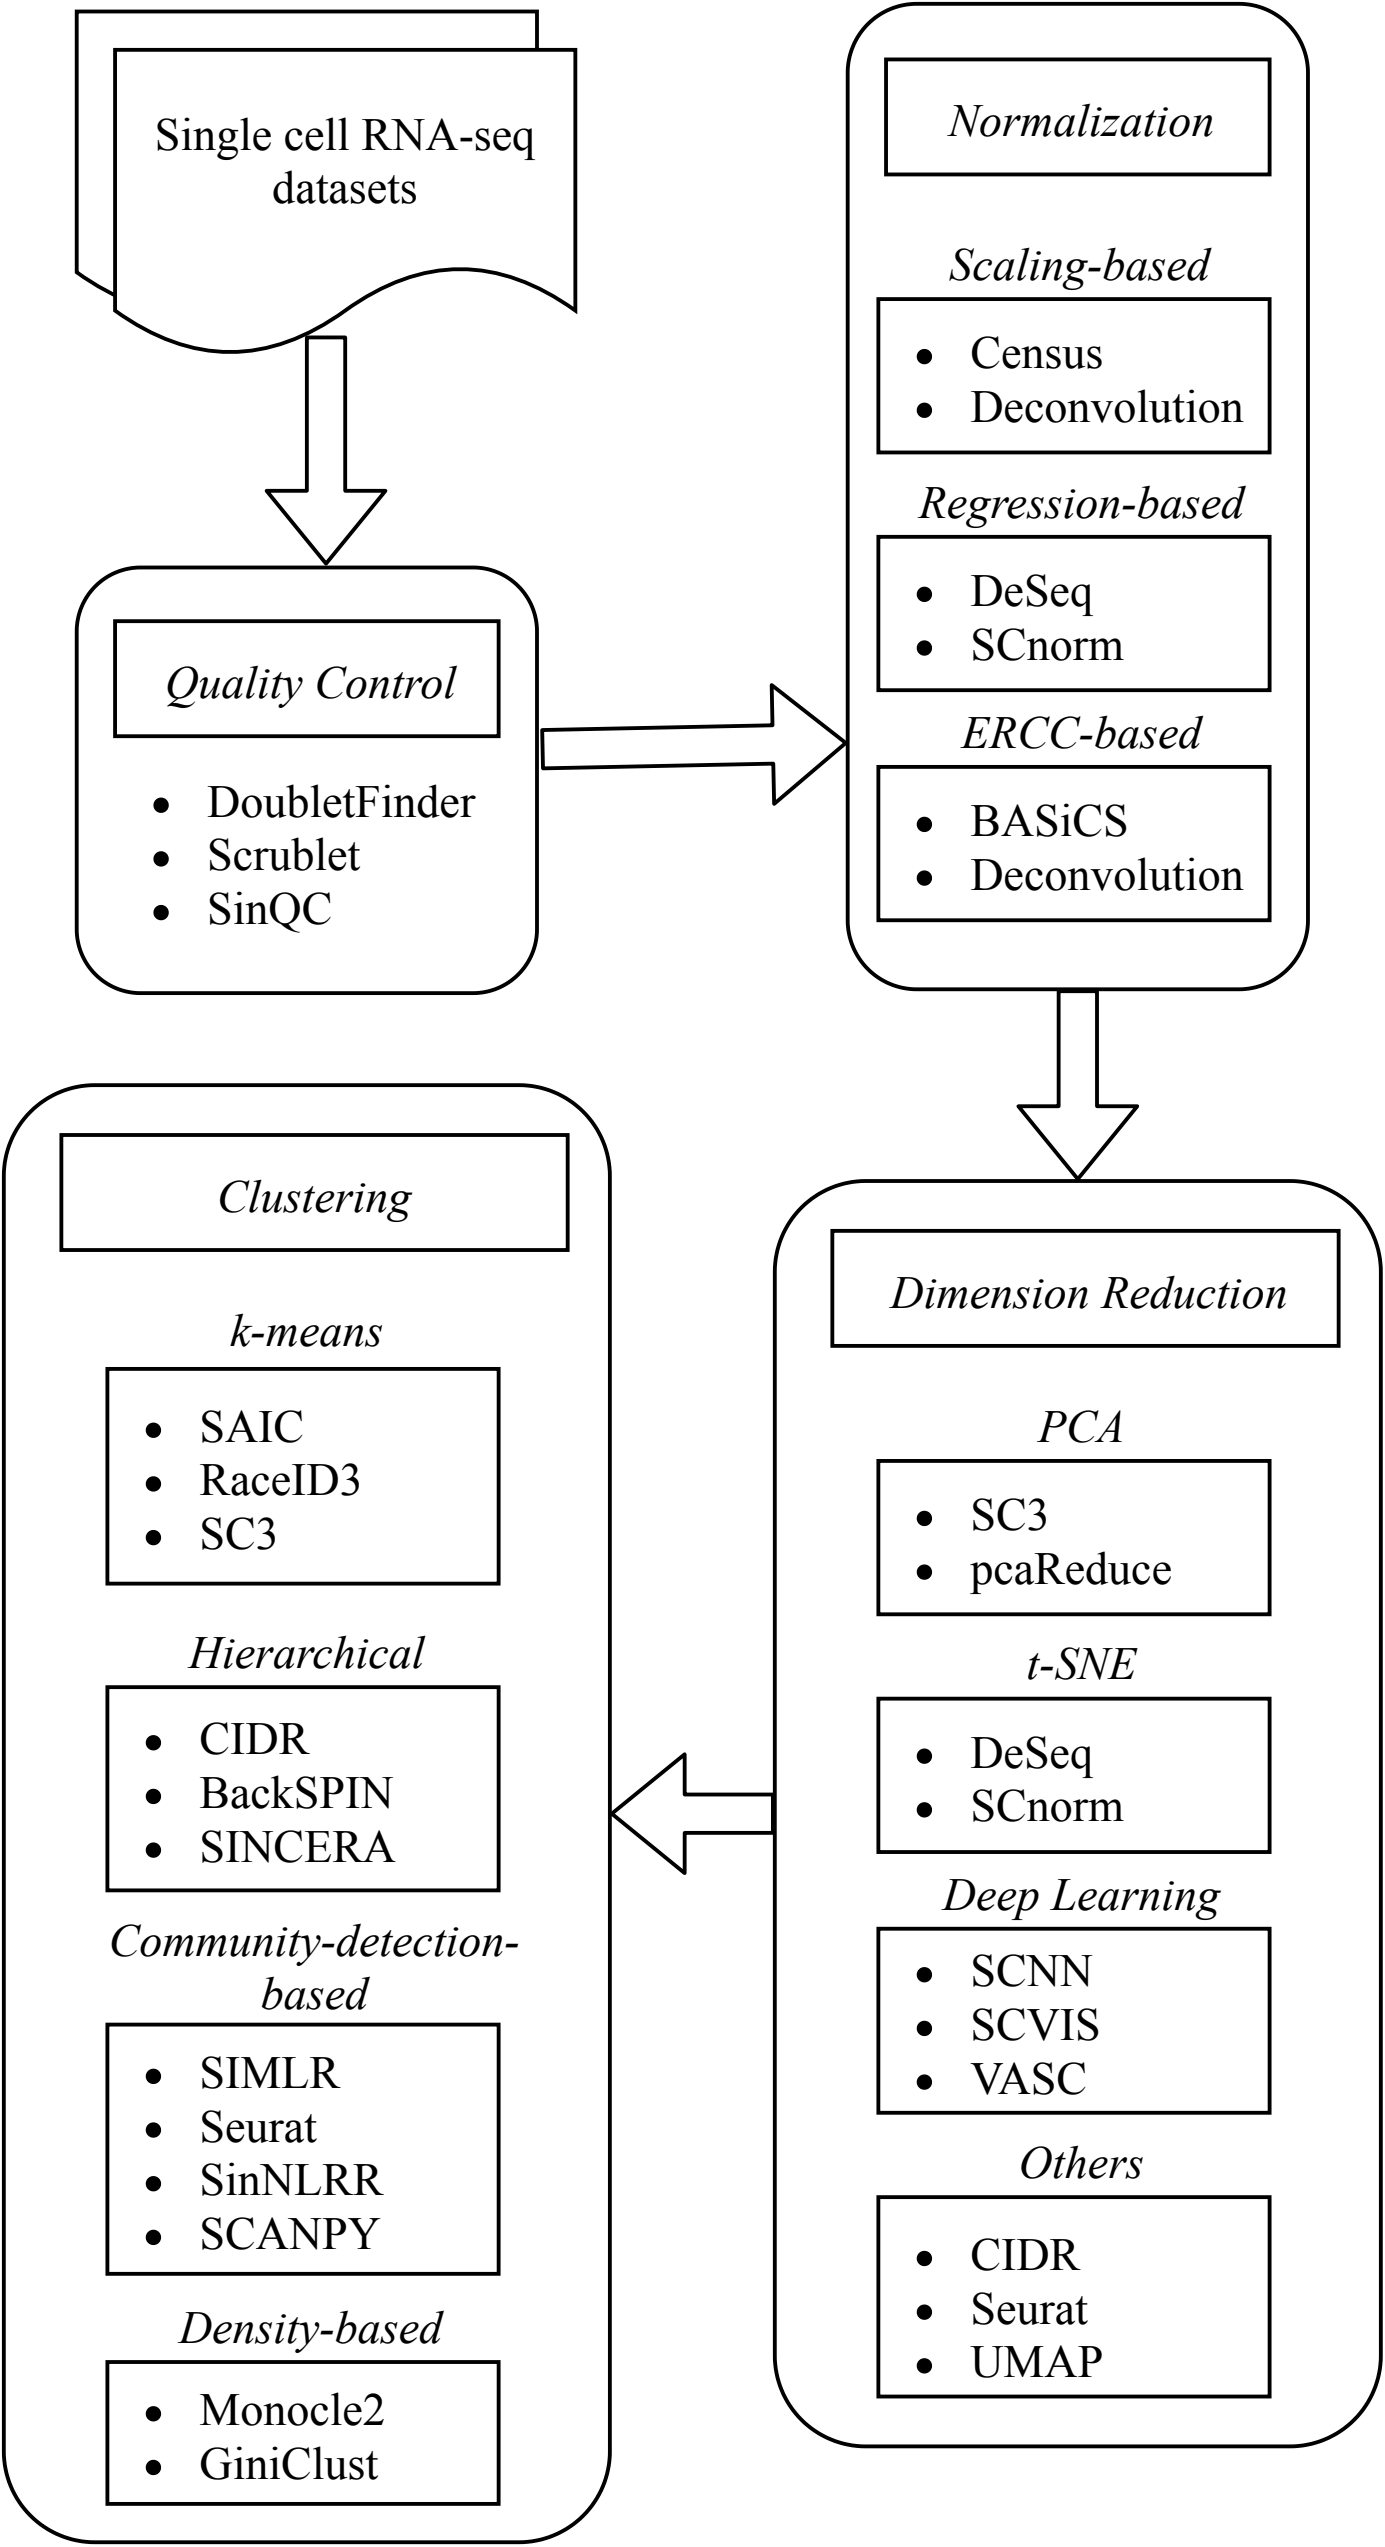 Single cell RNA-seq
datasets
Quality Control
• DoubletFinder
• Scrublet
• SinQC
Normalization
Scaling-based
• Census
• Deconvolution
Regression-based
• DeSeq
• SCnorm
ERCC-based
• BASiCS
• Deconvolution
Dimension Reduction
PCA
• SC3
• pcaReduce
t-SNE
• DeSeq
• SCnorm
Deep Learning
• SCNN
• SCVIS
• VASC
Others
• CIDR
• Seurat
• UMAP
Clustering
k-means
• SAIC
• RaceID3
• SC3
Hierarchical
• CIDR
• BackSPIN
• SINCERA
Community-detection-
based
• SIMLR
• Seurat
• SinNLRR
• SCANPY
Density-based
• Monocle2
• GiniClust